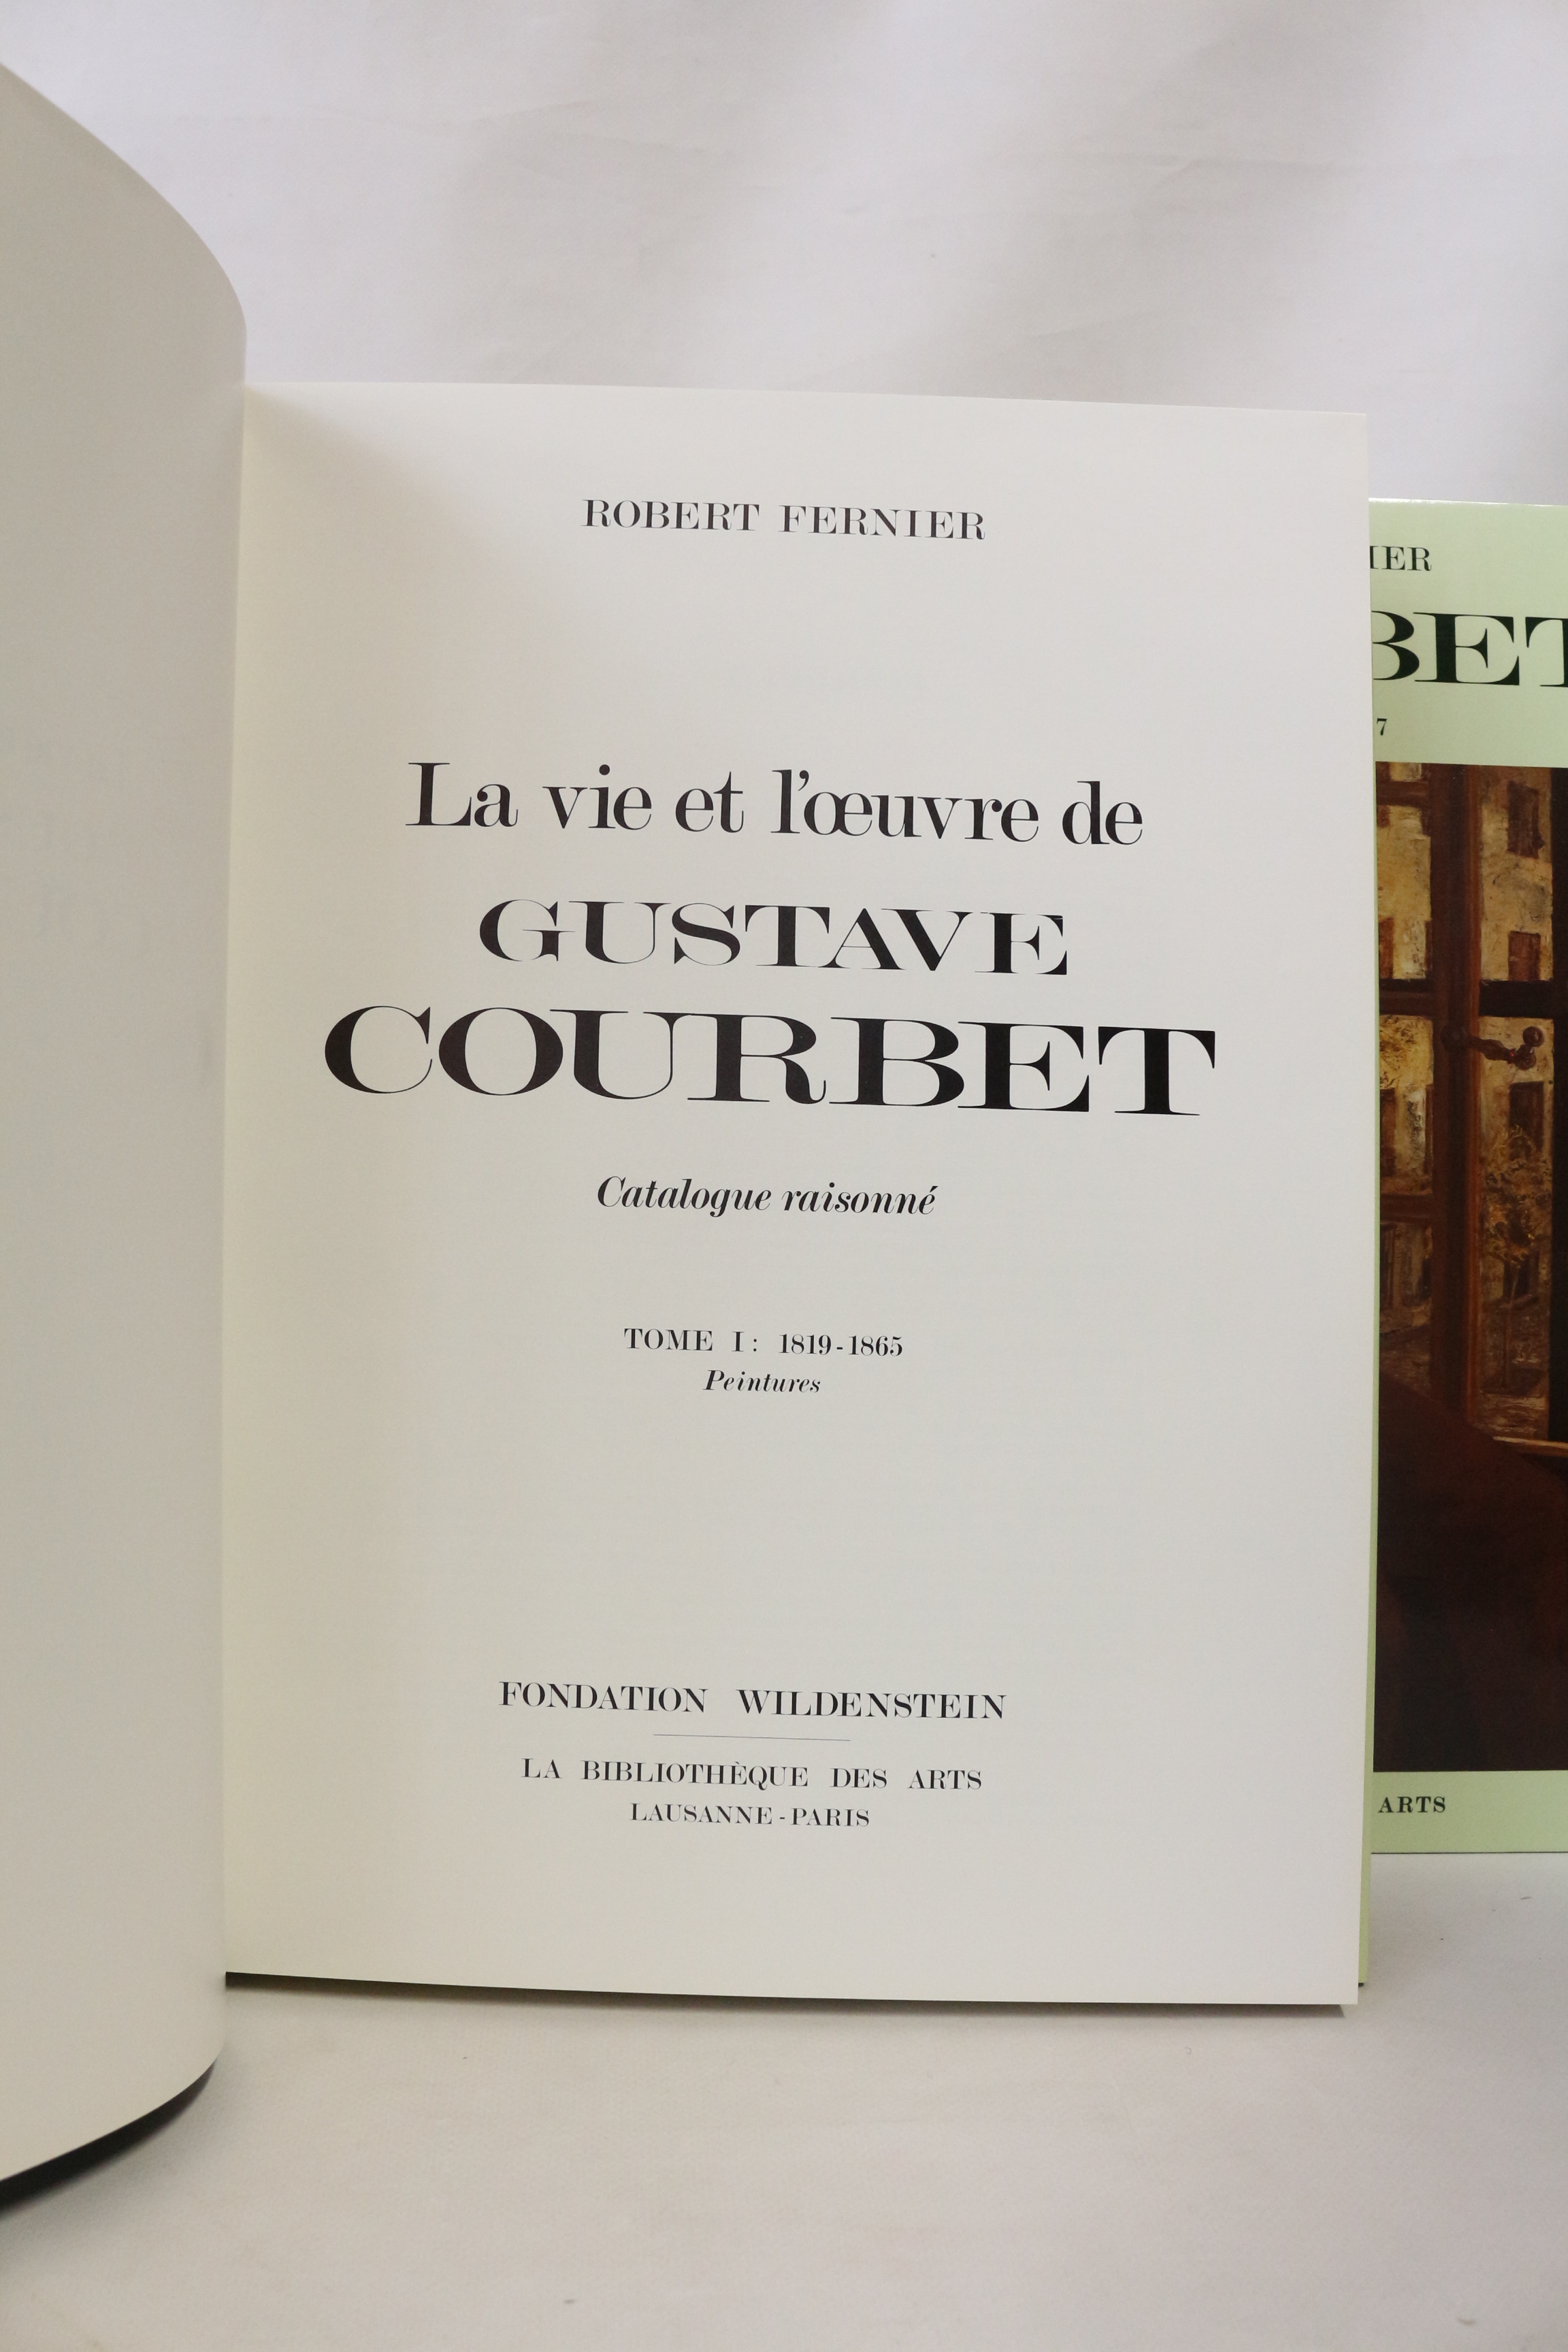 ROBERT FERNIER
La vie et l'œuvre de
GUSTAVE
COURBET
Catalogue raisonné
TOME I: 1819-1865
Peintures
FONDATION WILDENSTEIN
LA BIBLIOTHÈQUE DES ARTS
LAUSANNE-PARIS
IER
BET
7
ARTS